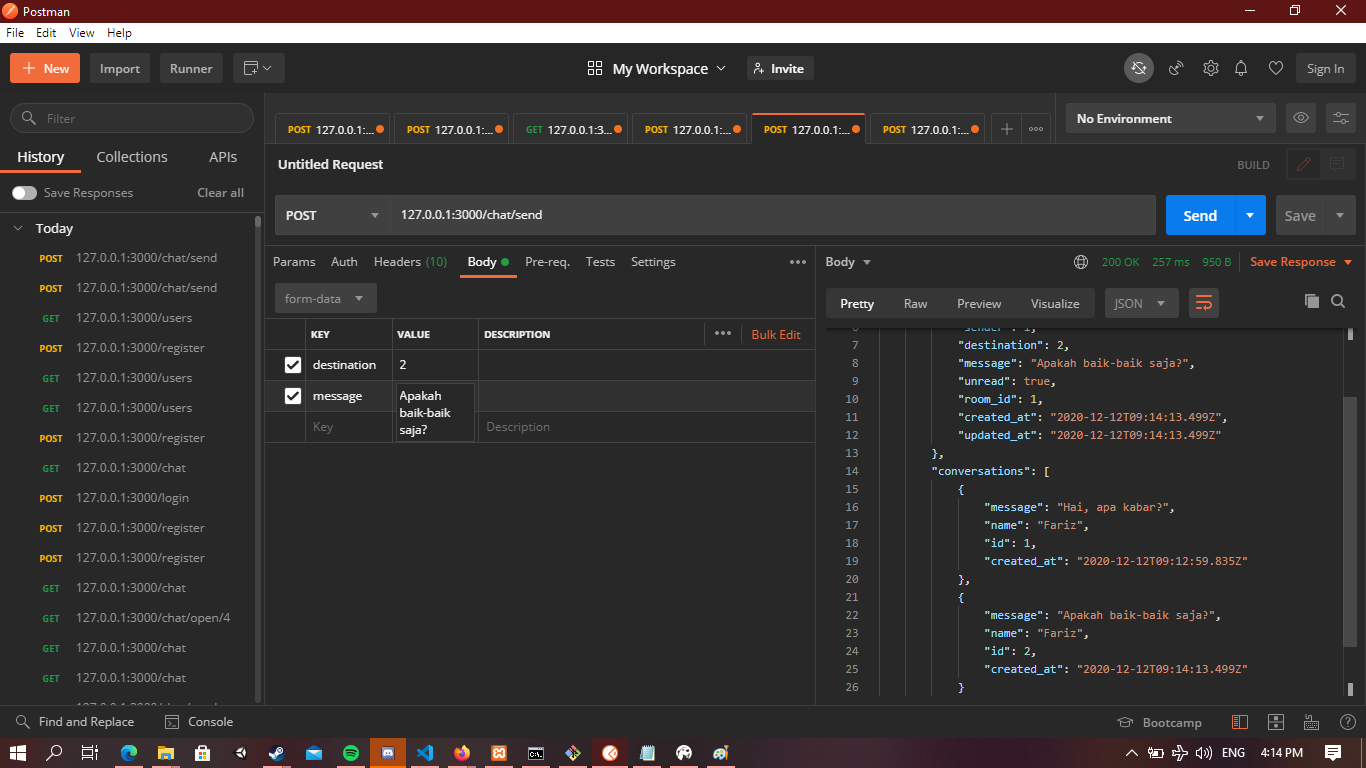 Postman
File Edit View Help
New Import Runner My Workspace Invite Sign In
Filter
History Collections APIs
Save Responses Clear all
Today
POST 127.0.0.1:3000/chat/send
POST 127.0.0.1:3000/chat/send
GET 127.0.0.1:3000/users
POST 127.0.0.1:3000/register
GET 127.0.0.1:3000/users
GET 127.0.0.1:3000/users
POST 127.0.0.1:3000/register
GET 127.0.0.1:3000/chat
POST 127.0.0.1:3000/login
POST 127.0.0.1:3000/register
POST 127.0.0.1:3000/register
GET 127.0.0.1:3000/chat
GET 127.0.0.1:3000/chat/open/4
GET 127.0.0.1:3000/chat
GET 127.0.0.1:3000/chat
POST 127.0.0.1:... POST 127.0.0.1:... GET 127.0.0.1:3... POST 127.0.0.1:... POST 127.0.0.1:... POST 127.0.0.1:...
No Environment
Untitled Request BUILD
POST 127.0.0.1:3000/chat/send Send Save
Params Auth Headers (10) Body Pre-req. Tests Settings
form-data
KEY VALUE DESCRIPTION Bulk Edit
destination 2
message Apakah
baik-baik
saja?
Key Description
Body 200 OK 257 ms 950 B Save Response
Pretty Raw Preview Visualize JSON
6 "sender": 1,
7 "destination": 2,
8 "message": "Apakah baik-baik saja?",
9 "unread": true,
10 "room_id": 1,
11 "created_at": "2020-12-12T09:14:13.499Z",
12 "updated_at": "2020-12-12T09:14:13.499Z"
13 },
14 "conversations": [
15 {
16 "message": "Hai, apa kabar?",
17 "name": "Fariz",
18 "id": 1,
19 "created_at": "2020-12-12T09:12:59.835Z"
20 },
21 {
22 "message": "Apakah baik-baik saja?",
23 "name": "Fariz",
24 "id": 2,
25 "created_at": "2020-12-12T09:14:13.499Z"
26 }
Find and Replace Console Bootcamp
ENG 4:14 PM